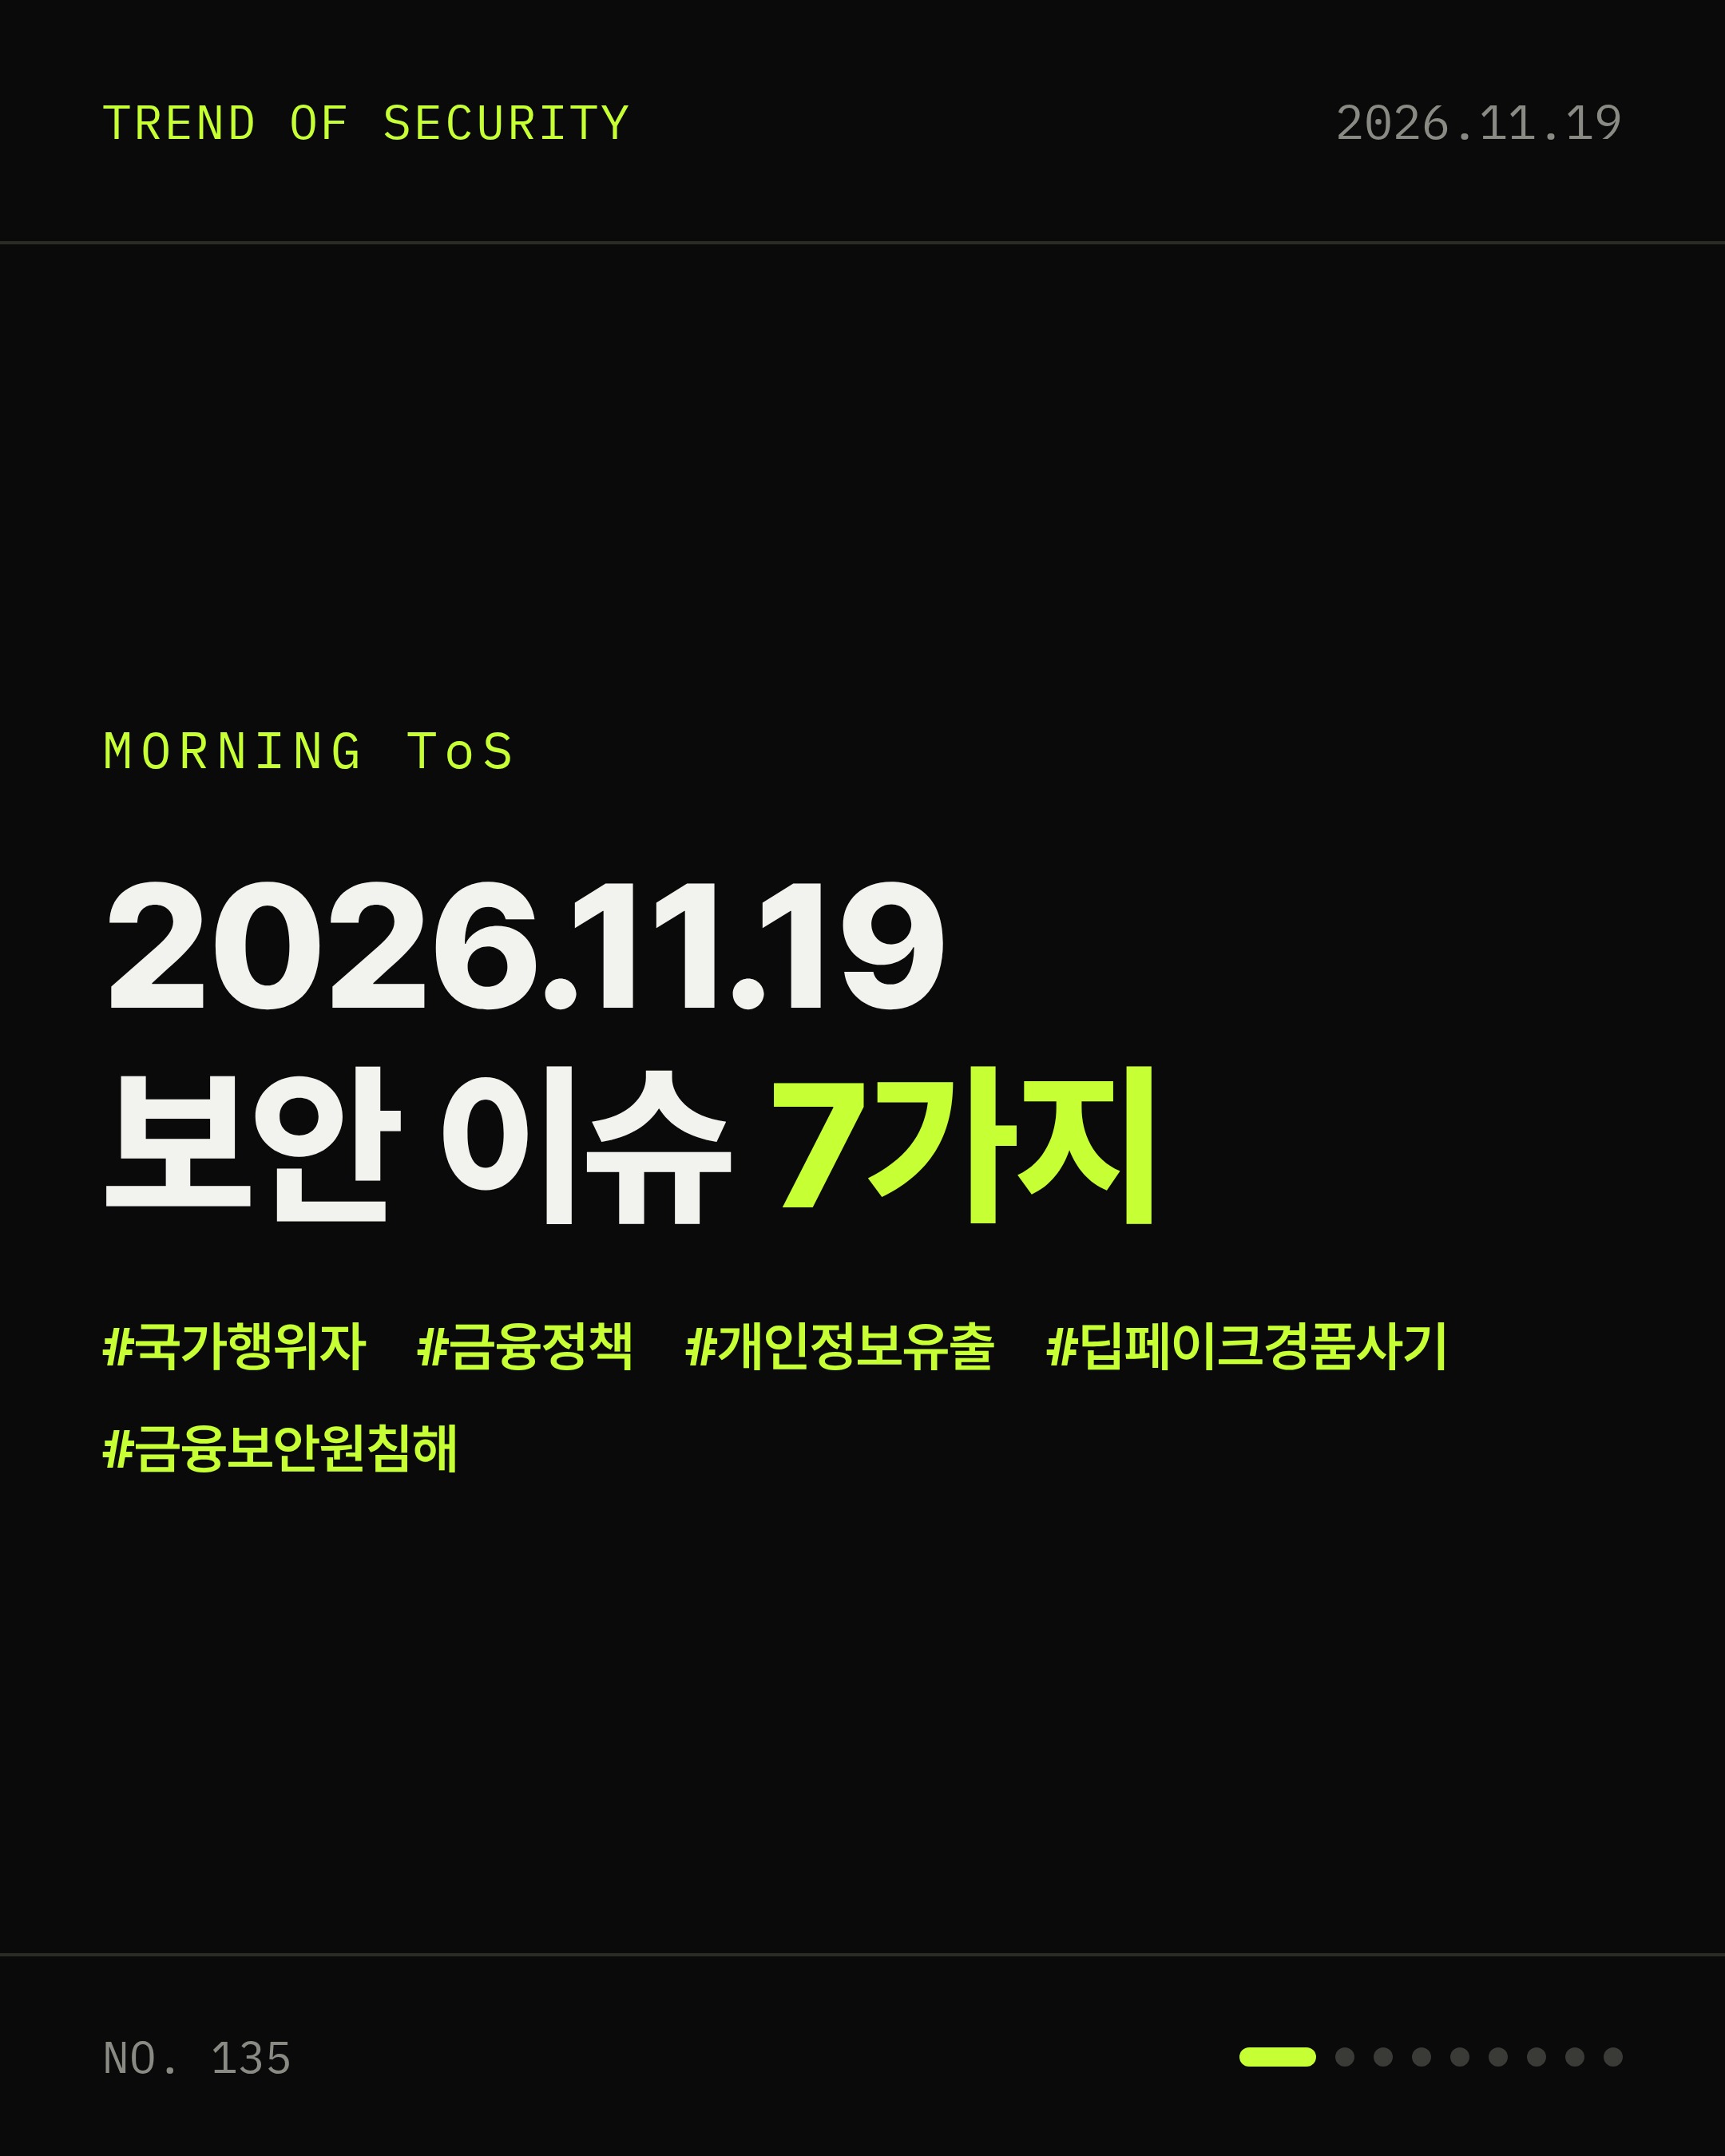 TREND OF SECURITY 2026.11.19
MORNING ToS
2026.11.19
보안 이슈 7가지
#국가행위자 #금융정책 #개인정보유출 #딥페이크경품사기
#금융보안원침해
NO. 135